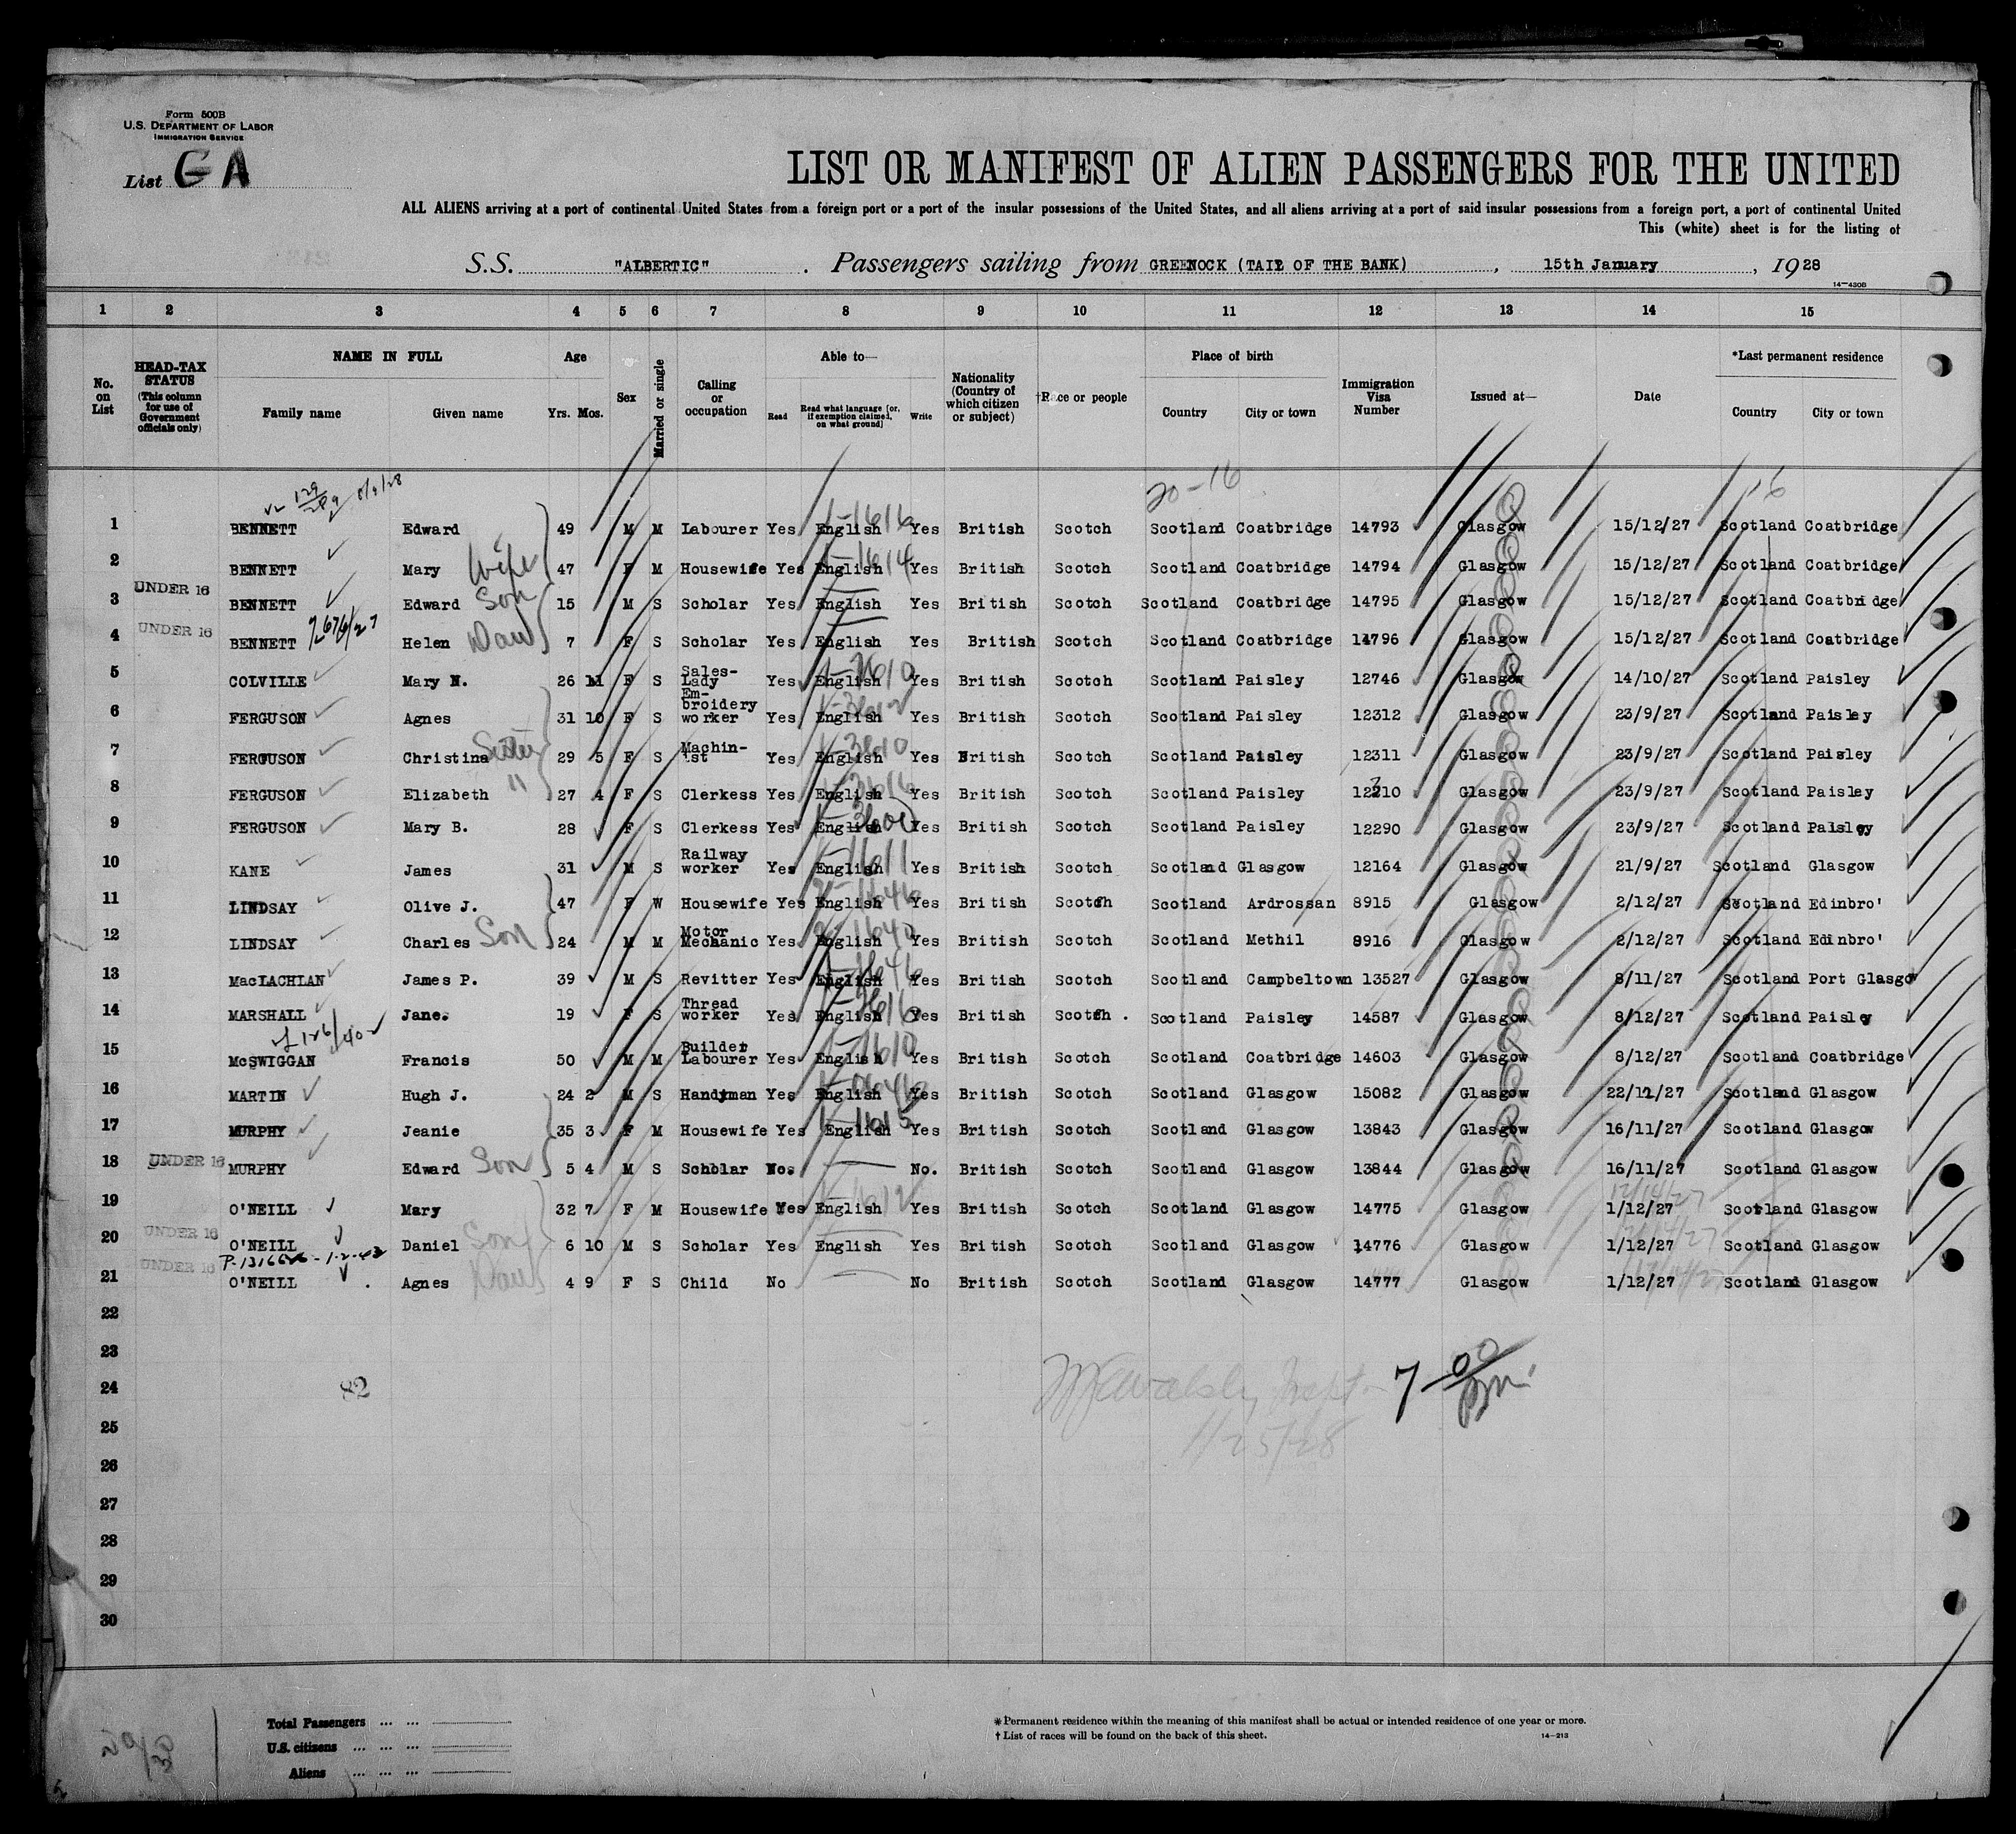 Form 500B
U.S. DEPARTMENT OF LABOR
IMMIGRATION SERVICE
List GA
LIST OR MANIFEST OF ALIEN PASSENGERS FOR THE UNITED
ALL ALIENS arriving at a port of continental United States from a foreign port or a port of the insular possessions of the United States, and all aliens arriving at a port of said insular possessions from a foreign port, a port of continental United
This (white) sheet is for the listing of
S.S. "ALBERTIC". Passengers sailing from GREENOCK (TAIL OF THE BANK), 15th January, 1928
14-430B
1 2 3 4 5 6 7 8 9 10 11 12 13 14 15
No. on List
HEAD-TAX STATUS (This column for use of Government officials only)
NAME IN FULL Family name Given name
Age Yrs. Mos.
Sex
Married or single
Calling or occupation
Able to— Read Read what language [or, if exemption claimed, on what ground] Write
Nationality (Country of which citizen or subject)
†Race or people
Place of birth Country City or town
Immigration Visa Number
Issued at—
Date
*Last permanent residence Country City or town
20-16
1 BENNETT Edward 49 M M Labourer Yes English Yes British Scotch Scotland Coatbridge 14793 Glasgow 15/12/27 Scotland Coatbridge
2 BENNETT Mary Wife 47 F M Housewife Yes English Yes British Scotch Scotland Coatbridge 14794 Glasgow 15/12/27 Scotland Coatbridge
UNDER 16
3 BENNETT Edward Son 15 M S Scholar Yes English Yes British Scotch Scotland Coatbridge 14795 Glasgow 15/12/27 Scotland Coatbridge
UNDER 16
4 BENNETT Helen Dau 7 F S Scholar Yes English Yes British Scotch Scotland Coatbridge 14796 Glasgow 15/12/27 Scotland Coatbridge
5 COLVILLE Mary N. 26 11 F S Sales-Lady Yes English Yes British Scotch Scotland Paisley 12746 Glasgow 14/10/27 Scotland Paisley
6 FERGUSON Agnes 31 10 F S Em-broidery worker Yes English Yes British Scotch Scotland Paisley 12312 Glasgow 23/9/27 Scotland Paisley
7 FERGUSON Christina Sister 29 5 F S Machin-ist Yes English Yes British Scotch Scotland Paisley 12311 Glasgow 23/9/27 Scotland Paisley
8 FERGUSON Elizabeth " 27 4 F S Clerkess Yes English Yes British Scotch Scotland Paisley 12310 Glasgow 23/9/27 Scotland Paisley
9 FERGUSON Mary B. 28 F S Clerkess Yes English Yes British Scotch Scotland Paisley 12290 Glasgow 23/9/27 Scotland Paisley
10 KANE James 31 M S Railway worker Yes English Yes British Scotch Scotland Glasgow 12164 Glasgow 21/9/27 Scotland Glasgow
11 LINDSAY Olive J. 47 F W Housewife Yes English Yes British Scotch Scotland Ardrossan 8915 Glasgow 2/12/27 Scotland Edinbro'
12 LINDSAY Charles Son 24 M M Motor Mechanic Yes English Yes British Scotch Scotland Methil 8916 Glasgow 2/12/27 Scotland Edinbro'
13 MacLACHLAN James P. 39 M S Revitter Yes English Yes British Scotch Scotland Campbeltown 13527 Glasgow 8/11/27 Scotland Port Glasgow
14 MARSHALL Jane. 19 F S Thread worker Yes English Yes British Scotch. Scotland Paisley 14587 Glasgow 8/12/27 Scotland Paisley
15 McSWIGGAN Francis 50 M M Builder Labourer Yes English Yes British Scotch Scotland Coatbridge 14603 Glasgow 8/12/27 Scotland Coatbridge
16 MARTIN Hugh J. 24 2 M S Handyman Yes English Yes British Scotch Scotland Glasgow 15082 Glasgow 22/12/27 Scotland Glasgow
17 MURPHY Jeanie 35 3 F M Housewife Yes English Yes British Scotch Scotland Glasgow 13843 Glasgow 16/11/27 Scotland Glasgow
18 UNDER 16 MURPHY Edward Son 5 4 M S Scholar No. — No. British Scotch Scotland Glasgow 13844 Glasgow 16/11/27 Scotland Glasgow
19 O'NEILL Mary 32 7 F M Housewife Yes English Yes British Scotch Scotland Glasgow 14775 Glasgow 1/12/27 Scotland Glasgow
UNDER 16
20 O'NEILL Daniel Son 6 10 M S Scholar Yes English Yes British Scotch Scotland Glasgow 14776 Glasgow 1/12/27 Scotland Glasgow
UNDER 16
21 O'NEILL Agnes Dau 4 9 F S Child No — No British Scotch Scotland Glasgow 14777 Glasgow 1/12/27 Scotland Glasgow
22
23
24 82
25
1/25/28
26
27
28
29
30
Total Passengers ... ...
U.S. citizens ... ... ...
Aliens ... ... ...
*Permanent residence within the meaning of this manifest shall be actual or intended residence of one year or more.
†List of races will be found on the back of this sheet.
14-213